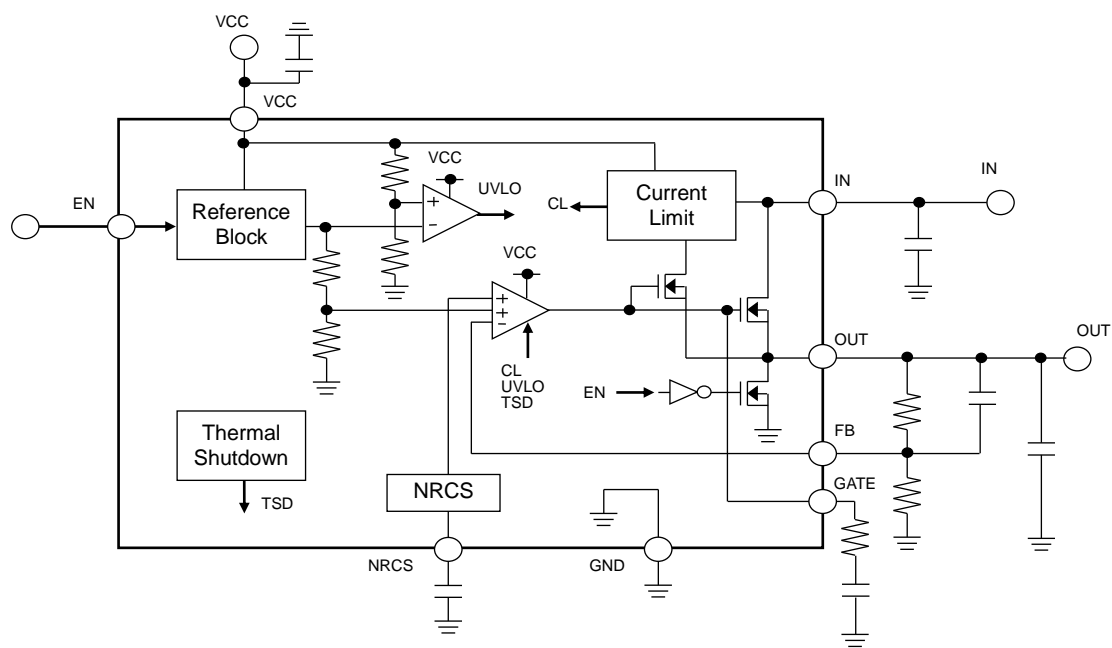 VCC
VCC
VCC
UVLO
Current
Limit
CL
IN
IN
EN
Reference
Block
+
−
VCC
+
+
−
OUT
OUT
CL
UVLO
TSD
EN
Thermal
Shutdown
TSD
FB
NRCS
GATE
NRCS
GND